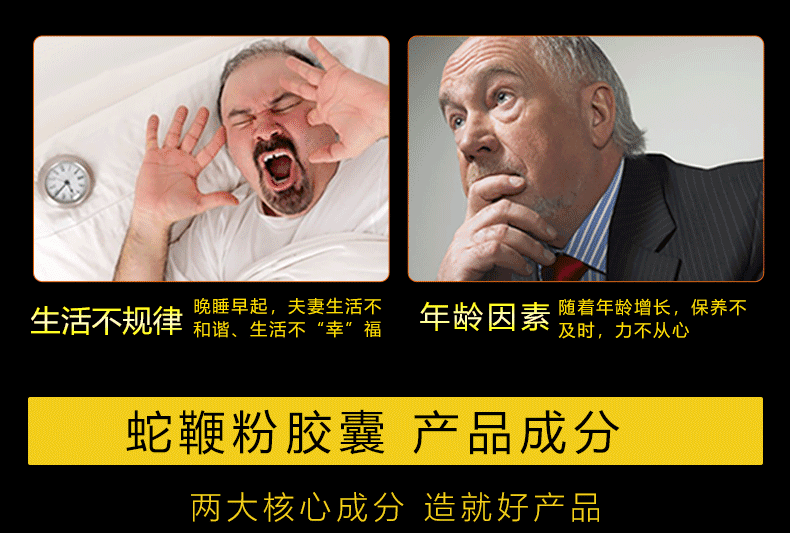 生活不规律
晚睡早起，夫妻生活不
和谐、生活不“幸”福
年龄因素
随着年龄增长，保养不
及时，力不从心
蛇鞭粉胶囊 产品成分
两大核心成分 造就好产品